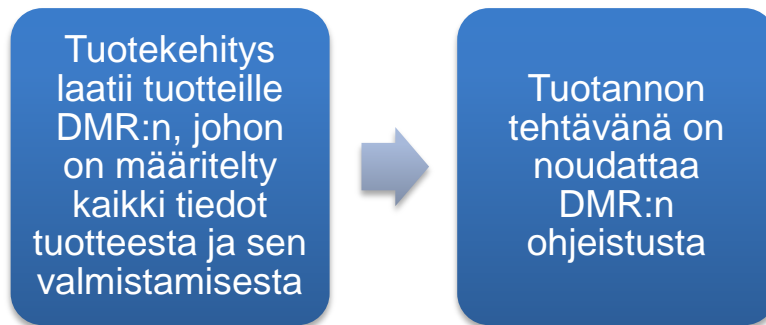 Tuotekehitys
laatii tuotteille
DMR:n, johon
on määritelty
kaikki tiedot
tuotteesta ja sen
valmistamisesta
Tuotannon
tehtävänä on
noudattaa
DMR:n
ohjeistusta